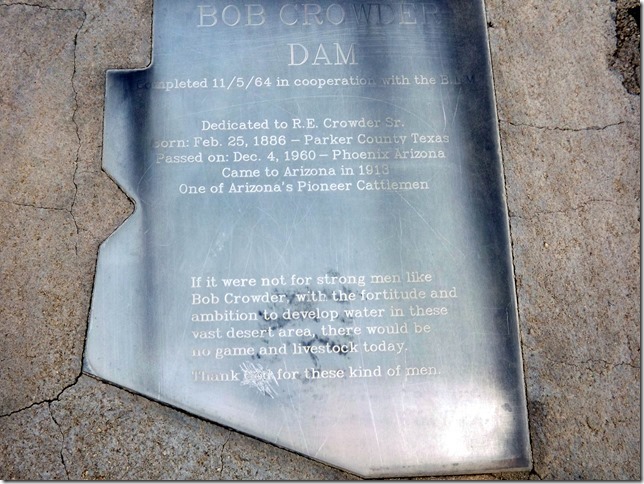 BOB CROWDER
DAM
Completed 11/5/64 in cooperation with the
Dedicated to R.E. Crowder Sr.
Born: Feb. 25, 1886 — Parker County Texas
Passed on: Dec. 4, 1960 — Phoenix Arizona
Came to Arizona in 1913
One of Arizona's Pioneer Cattlemen
If it were not for strong men like
Bob Crowder, with the fortitude and
ambition to develop water in these
vast desert area, there would be
no game and livestock today.
Thank for these kind of men.